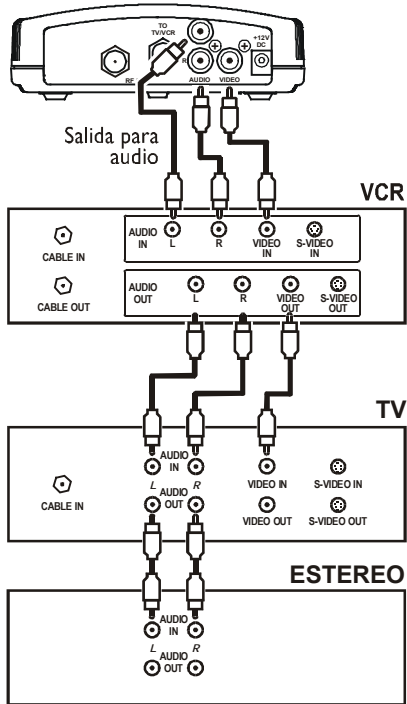 TO
TV/VCR
+12V
DC
R
RF
AUDIO
VIDEO
Salida para
audio
VCR
CABLE IN
AUDIO
IN
L
R
VIDEO
IN
S-VIDEO
IN
CABLE OUT
AUDIO
OUT
L
R
VIDEO
OUT
S-VIDEO
OUT
TV
CABLE IN
AUDIO
IN
L
R
AUDIO
OUT
VIDEO IN
S-VIDEO IN
VIDEO OUT
S-VIDEO OUT
ESTEREO
AUDIO
IN
L
R
AUDIO
OUT